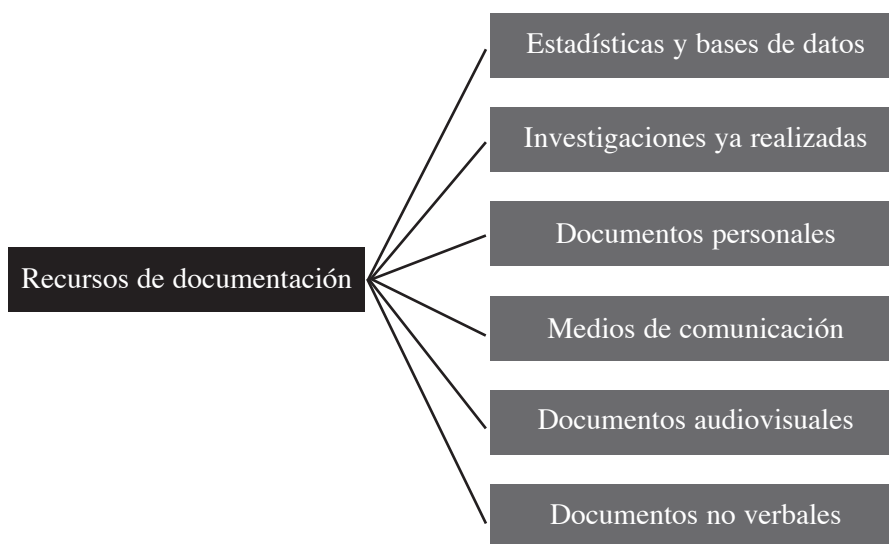 Recursos de documentación
Estadísticas y bases de datos
Investigaciones ya realizadas
Documentos personales
Medios de comunicación
Documentos audiovisuales
Documentos no verbales